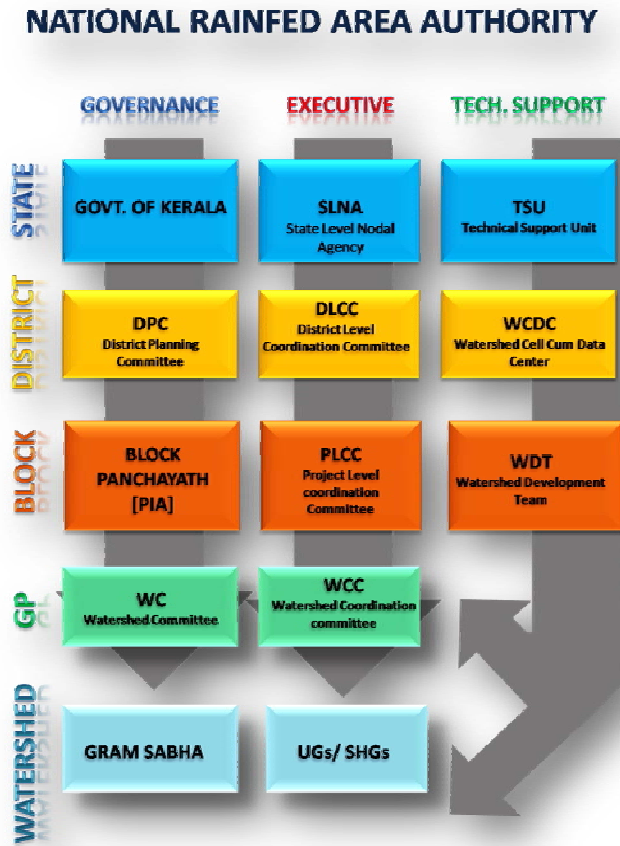 NATIONAL RAINFED AREA AUTHORITY
GOVERNANCE
EXECUTIVE
TECH. SUPPORT
STATE
GOVT. OF KERALA
SLNA
State Level Nodal
Agency
TSU
Technical Support Unit
DISTRICT
DPC
District Planning
Committee
DLCC
District Level
Coordination Committee
WCDC
Watershed Cell Cum Data
Center
BLOCK
BLOCK
PANCHAYATH
[PIA]
PLCC
Project Level
coordination
Committee
WDT
Watershed Development
Team
GP
WC
Watershed Committee
WCC
Watershed Coordination
committee
WATERSHED
GRAM SABHA
UGs/ SHGs